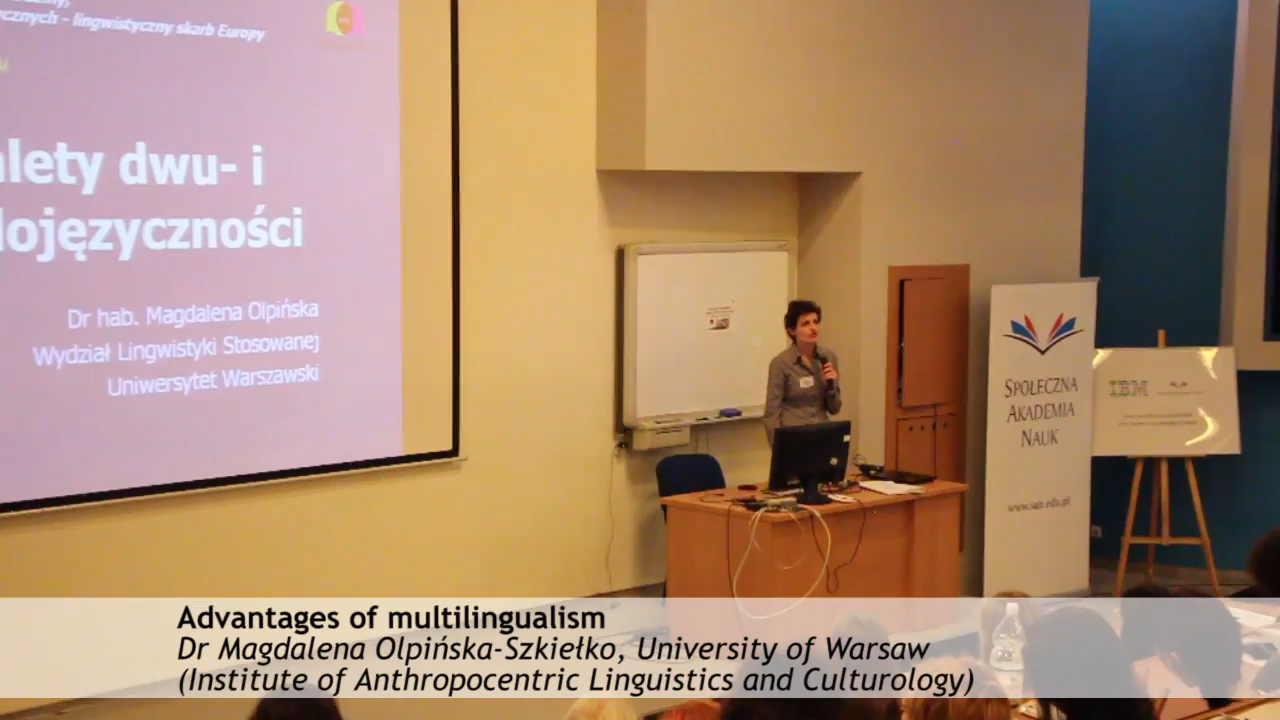 cznych - lingwistyczny skarb Europy
alety dwu- i
lojęzyczności
Dr hab. Magdalena Olpińska
Wydział Lingwistyki Stosowanej
Uniwersytet Warszawski
SPOŁECZNA
AKADEMIA
NAUK
www.san.edu.pl
IBM
Advantages of multilingualism
Dr Magdalena Olpińska-Szkiełko, University of Warsaw
(Institute of Anthropocentric Linguistics and Culturology)